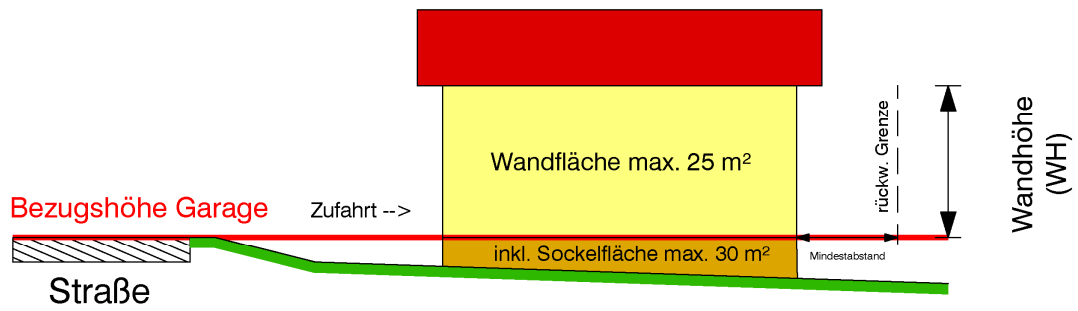 Wandfläche max. 25 m²
rückw. Grenze
Wandhöhe
(WH)
Bezugshöhe Garage
Zufahrt -->
inkl. Sockelfläche max. 30 m²
Mindestabstand
Straße